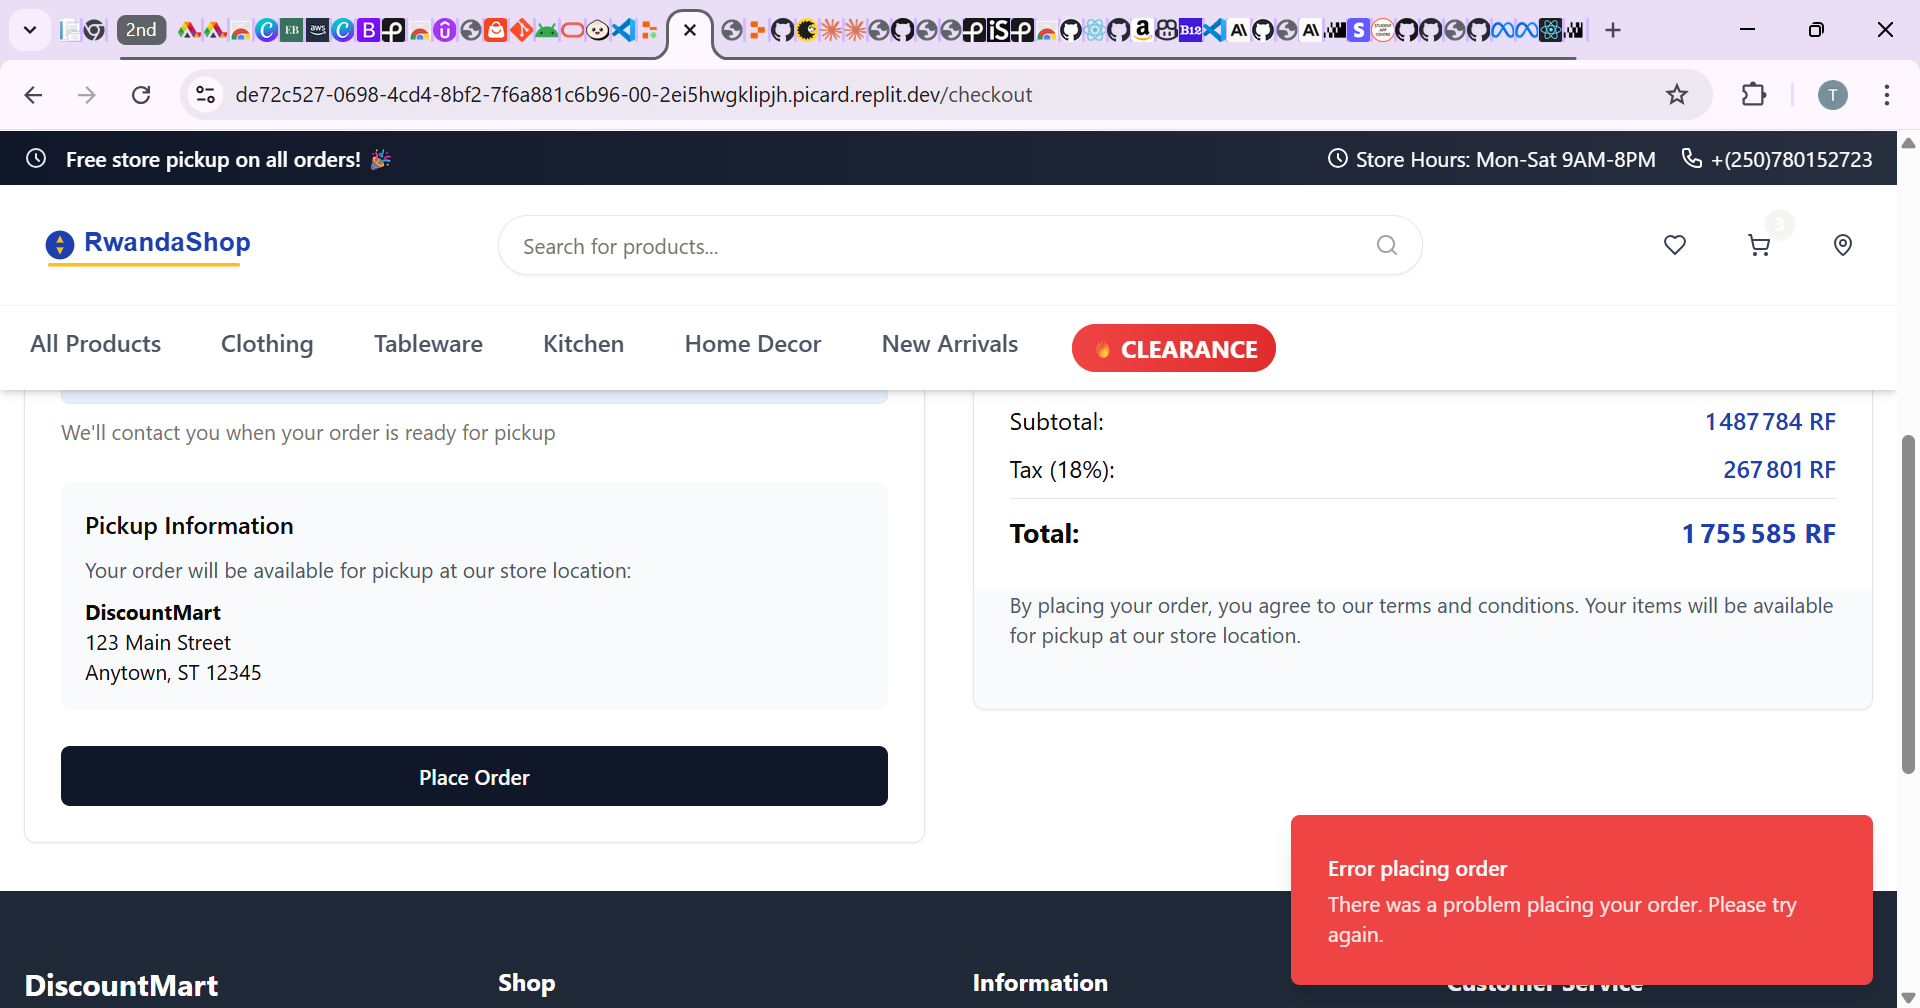 2nd
de72c527-0698-4cd4-8bf2-7f6a881c6b96-00-2ei5hwgklipjh.picard.replit.dev/checkout
T
Free store pickup on all orders! 🎉
Store Hours: Mon-Sat 9AM-8PM
+(250)780152723
RwandaShop
Search for products...
3
All Products
Clothing
Tableware
Kitchen
Home Decor
New Arrivals
🔥 CLEARANCE
We'll contact you when your order is ready for pickup
Pickup Information
Your order will be available for pickup at our store location:
DiscountMart
123 Main Street
Anytown, ST 12345
Place Order
Subtotal:
1 487 784 RF
Tax (18%):
267 801 RF
Total:
1 755 585 RF
By placing your order, you agree to our terms and conditions. Your items will be available
for pickup at our store location.
Error placing order
There was a problem placing your order. Please try
again.
DiscountMart
Shop
Information
Customer Service